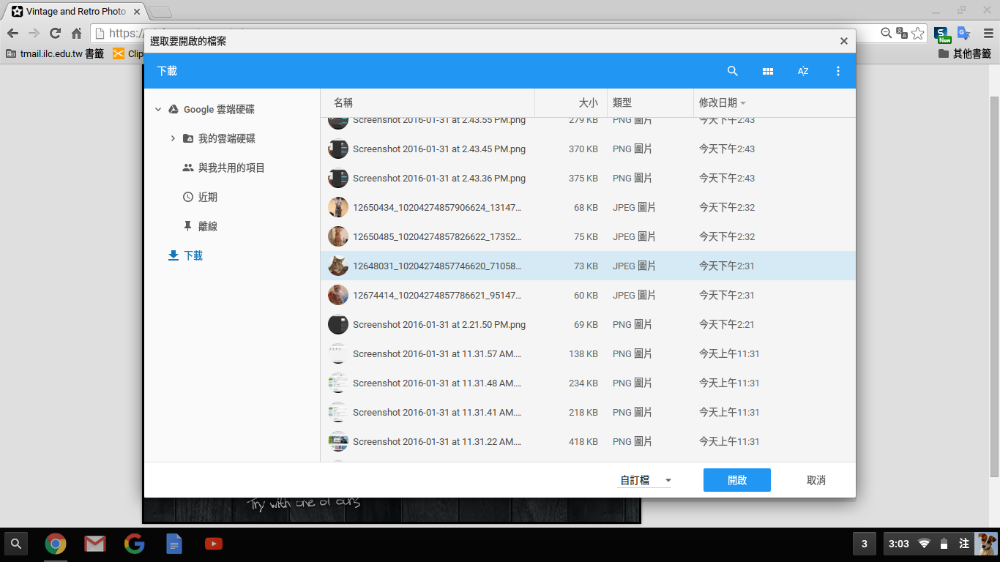 Vintage and Retro Photo
https://
tmail.ilc.edu.tw 書籤
Clip
其他書籤
New
選取要開啟的檔案
下載
AZ
Google 雲端硬碟
我的雲端硬碟
與我共用的項目
近期
離線
下載
名稱 大小 類型 修改日期
Screenshot 2016-01-31 at 2.43.55 PM.png 279 KB PNG 圖片 今天下午2:43
Screenshot 2016-01-31 at 2.43.45 PM.png 370 KB PNG 圖片 今天下午2:43
Screenshot 2016-01-31 at 2.43.36 PM.png 375 KB PNG 圖片 今天下午2:43
12650434_10204274857906624_13147... 68 KB JPEG 圖片 今天下午2:32
12650485_10204274857826622_17352... 75 KB JPEG 圖片 今天下午2:32
12648031_10204274857746620_71058... 73 KB JPEG 圖片 今天下午2:31
12674414_10204274857786621_95147... 60 KB JPEG 圖片 今天下午2:31
Screenshot 2016-01-31 at 2.21.50 PM.png 69 KB PNG 圖片 今天下午2:21
Screenshot 2016-01-31 at 11.31.57 AM.... 138 KB PNG 圖片 今天上午11:31
Screenshot 2016-01-31 at 11.31.48 AM.... 234 KB PNG 圖片 今天上午11:31
Screenshot 2016-01-31 at 11.31.41 AM.... 218 KB PNG 圖片 今天上午11:31
Screenshot 2016-01-31 at 11.31.22 AM.... 418 KB PNG 圖片 今天上午11:31
自訂檔 開啟 取消
Try with one of ours
3 3:03 注